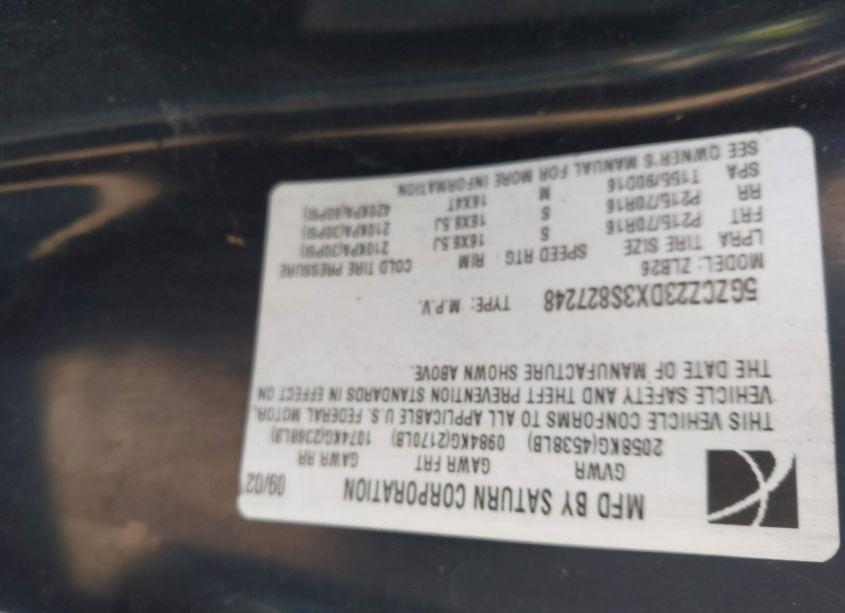 MFD BY SATURN CORPORATION 09/02
GVWR GAWR FRT GAWR RR
2058KG(4538LB) 0984KG(2170LB) 1074KG(2368LB)
THIS VEHICLE CONFORMS TO ALL APPLICABLE U.S. FEDERAL MOTOR
VEHICLE SAFETY AND THEFT PREVENTION STANDARDS IN EFFECT ON
THE DATE OF MANUFACTURE SHOWN ABOVE.
5GZCZ23DX3S827248 TYPE: M.P.V.
MODEL: ZLB26
LPRA TIRE SIZE SPEED RTG RIM COLD TIRE PRESSURE
FRT P215/70R16 S 16X6.5J 210KPA(30PSI)
RR P215/70R16 S 16X6.5J 210KPA(30PSI)
SPA T155/90D16 M 16X4T 420KPA(60PSI)
SEE OWNER'S MANUAL FOR MORE INFORMATION.